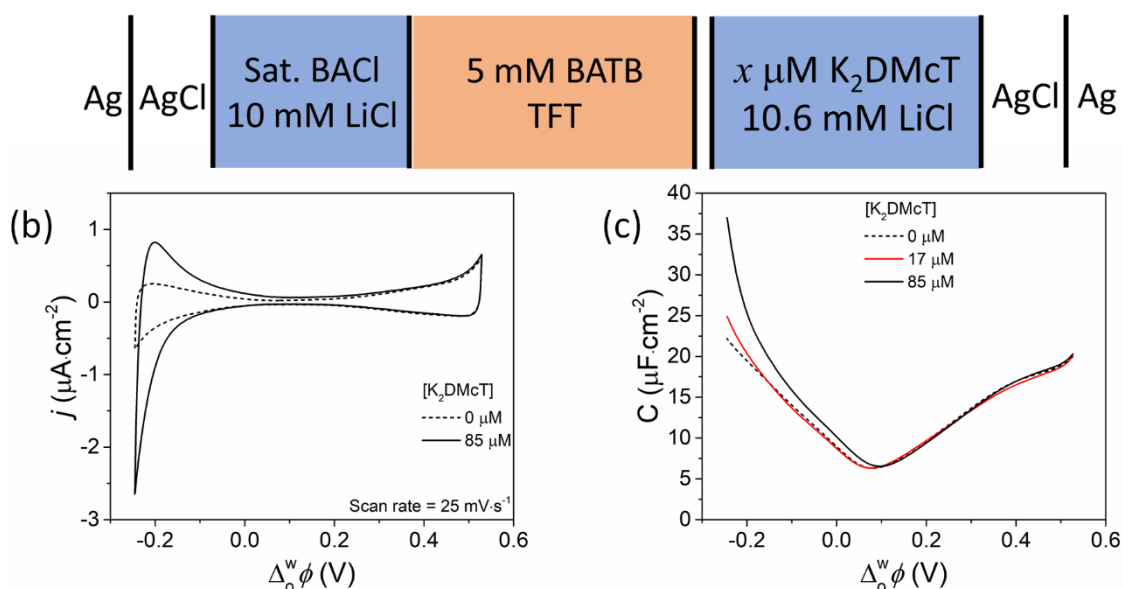 Ag
AgCl
Sat. BACl
10 mM LiCl
5 mM BATB
TFT
x μM K₂DMcT
10.6 mM LiCl
AgCl
Ag
(b)
j (μA·cm⁻²)
1
0
-1
-2
-3
[K₂DMcT]
0 μM
85 μM
Scan rate = 25 mV·s⁻¹
-0.2
0.0
0.2
0.4
0.6
Δₒʷϕ (V)
(c)
C (μF·cm⁻²)
40
35
30
25
20
15
10
5
0
[K₂DMcT]
0 μM
17 μM
85 μM
-0.2
0.0
0.2
0.4
0.6
Δₒʷϕ (V)